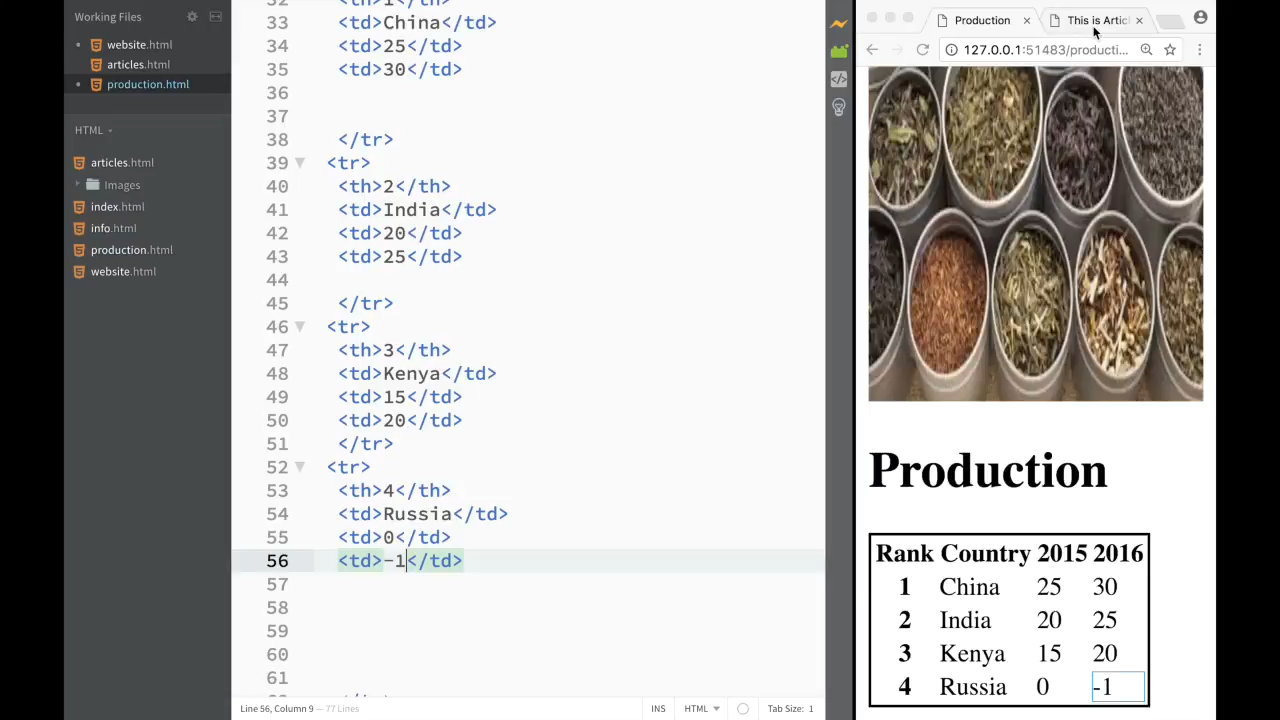 Working Files
website.html
articles.html
production.html
HTML
articles.html
Images
index.html
info.html
production.html
website.html
33 <td>China</td>
34 <td>25</td>
35 <td>30</td>
36
37
38 </tr>
39 <tr>
40 <th>2</th>
41 <td>India</td>
42 <td>20</td>
43 <td>25</td>
44
45 </tr>
46 <tr>
47 <th>3</th>
48 <td>Kenya</td>
49 <td>15</td>
50 <td>20</td>
51 </tr>
52 <tr>
53 <th>4</th>
54 <td>Russia</td>
55 <td>0</td>
56 <td>-1</td>
57
58
59
60
61
Line 56, Column 9 — 77 Lines
INS
HTML
Tab Size: 1
Production
This is Artic
127.0.0.1:51483/producti...
Production
Rank Country 2015 2016
1 China 25 30
2 India 20 25
3 Kenya 15 20
4 Russia 0 -1